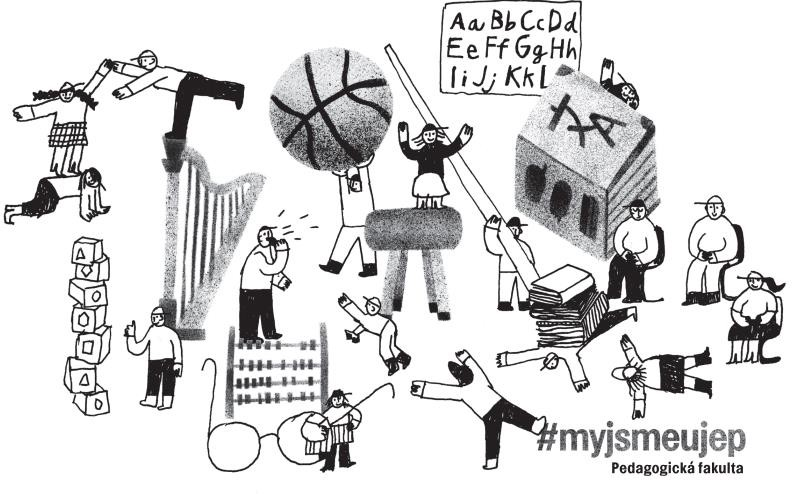 Aa Bb Cc Dd
Ee Ff Gg Hh
Ii Jj Kk L
#myjsmeujep
Pedagogická fakulta